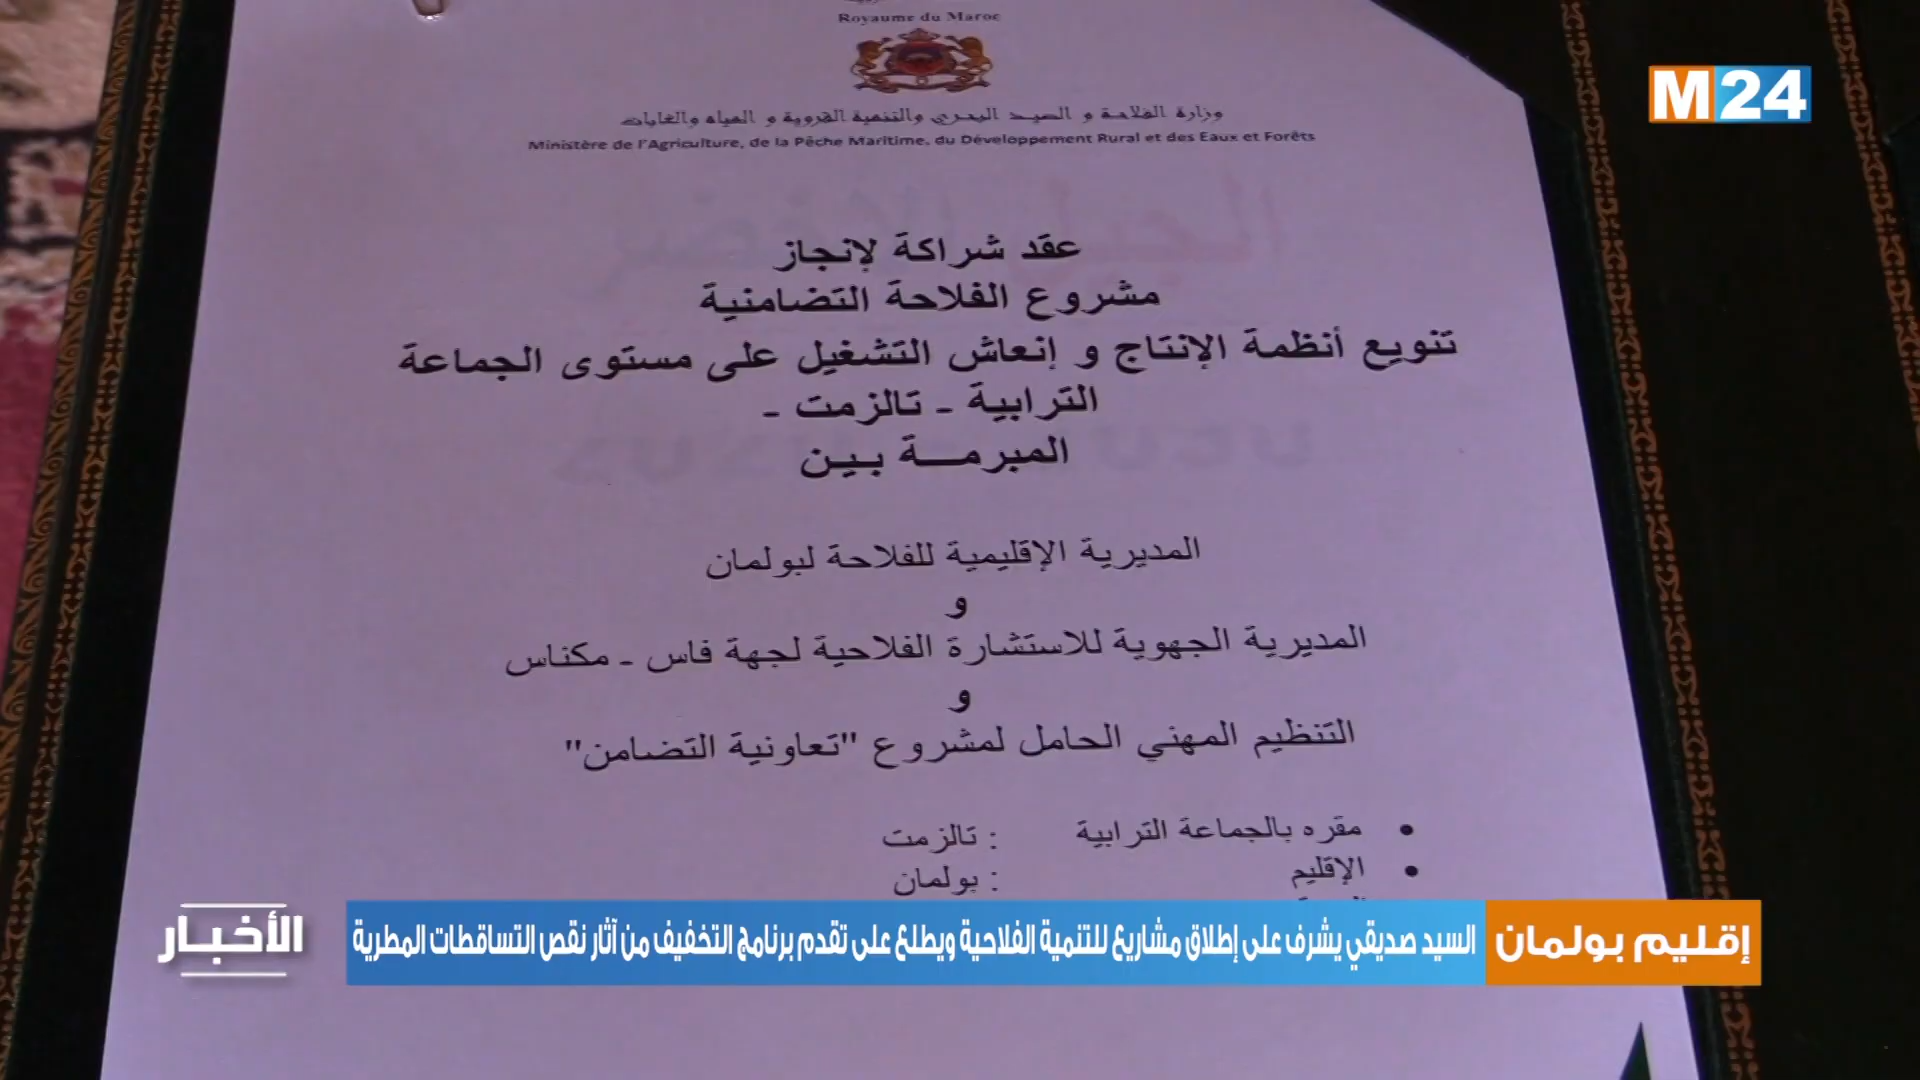 Royaume du Maroc
M24
وزارة الفلاحة و الصيد البحري والتنمية القروية و المياه والغابات
Ministère de l'Agriculture, de la Pêche Maritime, du Développement Rural et des Eaux et Forêts
عقد شراكة لإنجاز
مشروع الفلاحة التضامنية
تنويع أنظمة الإنتاج و إنعاش التشغيل على مستوى الجماعة
الترابية - تالزمت -
المبرمـــة بـيـن
المديرية الإقليمية للفلاحة لبولمان
و
المديرية الجهوية للاستشارة الفلاحية لجهة فاس - مكناس
و
التنظيم المهني الحامل لمشروع "تعاونية التضامن"
• مقره بالجماعة الترابية : تالزمت
• الإقليم : بولمان
إقليم بولمان
السيد صديقي يشرف على إطلاق مشاريع للتنمية الفلاحية ويطلع على تقدم برنامج التخفيف من آثار نقص التساقطات المطرية
الأخبار